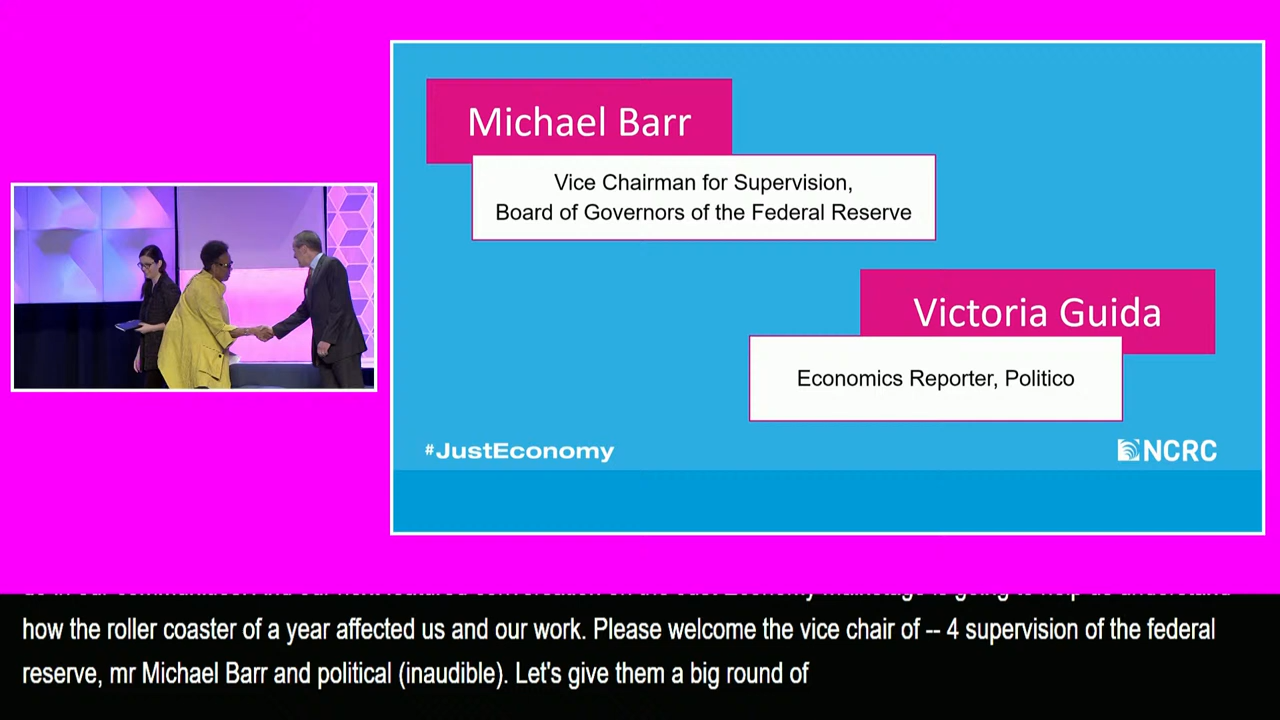 Michael Barr
Vice Chairman for Supervision,
Board of Governors of the Federal Reserve
Victoria Guida
Economics Reporter, Politico
#JustEconomy
NCRC
how the roller coaster of a year affected us and our work. Please welcome the vice chair of -- 4 supervision of the federal
reserve, mr Michael Barr and political (inaudible). Let's give them a big round of